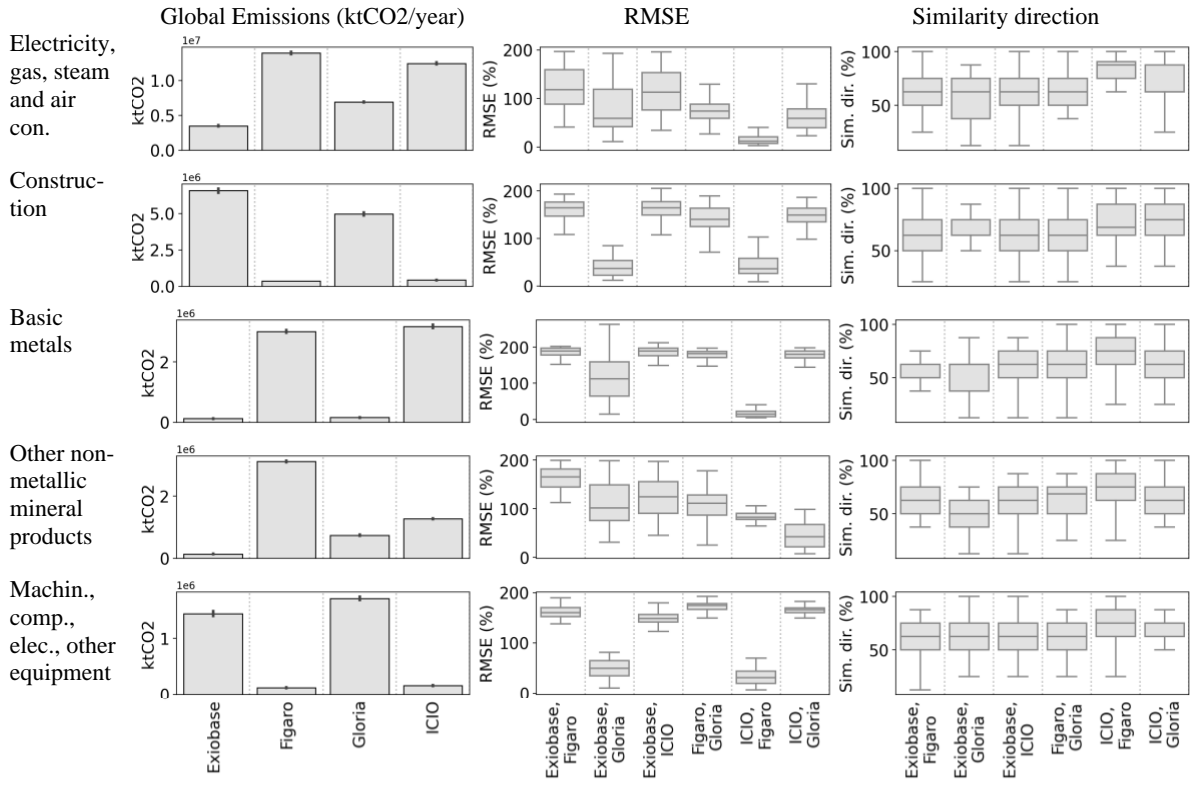 Global Emissions (ktCO2/year) RMSE Similarity direction
Electricity,
gas, steam
and air
con.
1e7
ktCO2
1.0
0.5
0.0
RMSE (%)
200
100
0
Sim. dir. (%)
100
50
Construc-
tion
1e6
ktCO2
5.0
2.5
0.0
RMSE (%)
200
100
0
Sim. dir. (%)
100
50
Basic
metals
1e6
ktCO2
2
0
RMSE (%)
200
100
0
Sim. dir. (%)
100
50
Other non-
metallic
mineral
products
1e6
ktCO2
2
0
RMSE (%)
200
100
0
Sim. dir. (%)
100
50
Machin.,
comp.,
elec., other
equipment
1e6
ktCO2
1
0
RMSE (%)
200
100
0
Sim. dir. (%)
100
50
Exiobase
Figaro
Gloria
ICIO
Exiobase,
Figaro
Exiobase,
Gloria
Exiobase,
ICIO
Figaro,
Gloria
ICIO,
Figaro
ICIO,
Gloria
Exiobase,
Figaro
Exiobase,
Gloria
Exiobase,
ICIO
Figaro,
Gloria
ICIO,
Figaro
ICIO,
Gloria